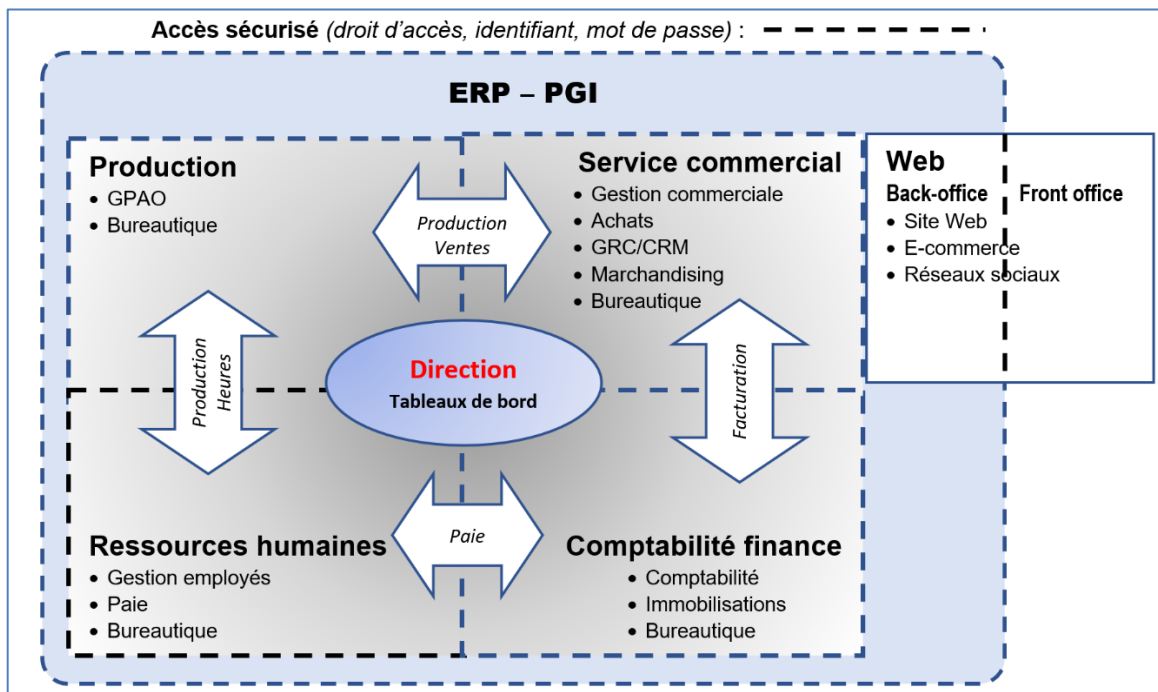 Accès sécurisé (droit d’accès, identifiant, mot de passe) :
ERP – PGI
Production
• GPAO
• Bureautique
Production
Ventes
Service commercial
• Gestion commerciale
• Achats
• GRC/CRM
• Marchandising
• Bureautique
Web
Back-office
Front office
• Site Web
• E-commerce
• Réseaux sociaux
Production
Heures
Direction
Tableaux de bord
Facturation
Ressources humaines
• Gestion employés
• Paie
• Bureautique
Paie
Comptabilité finance
• Comptabilité
• Immobilisations
• Bureautique